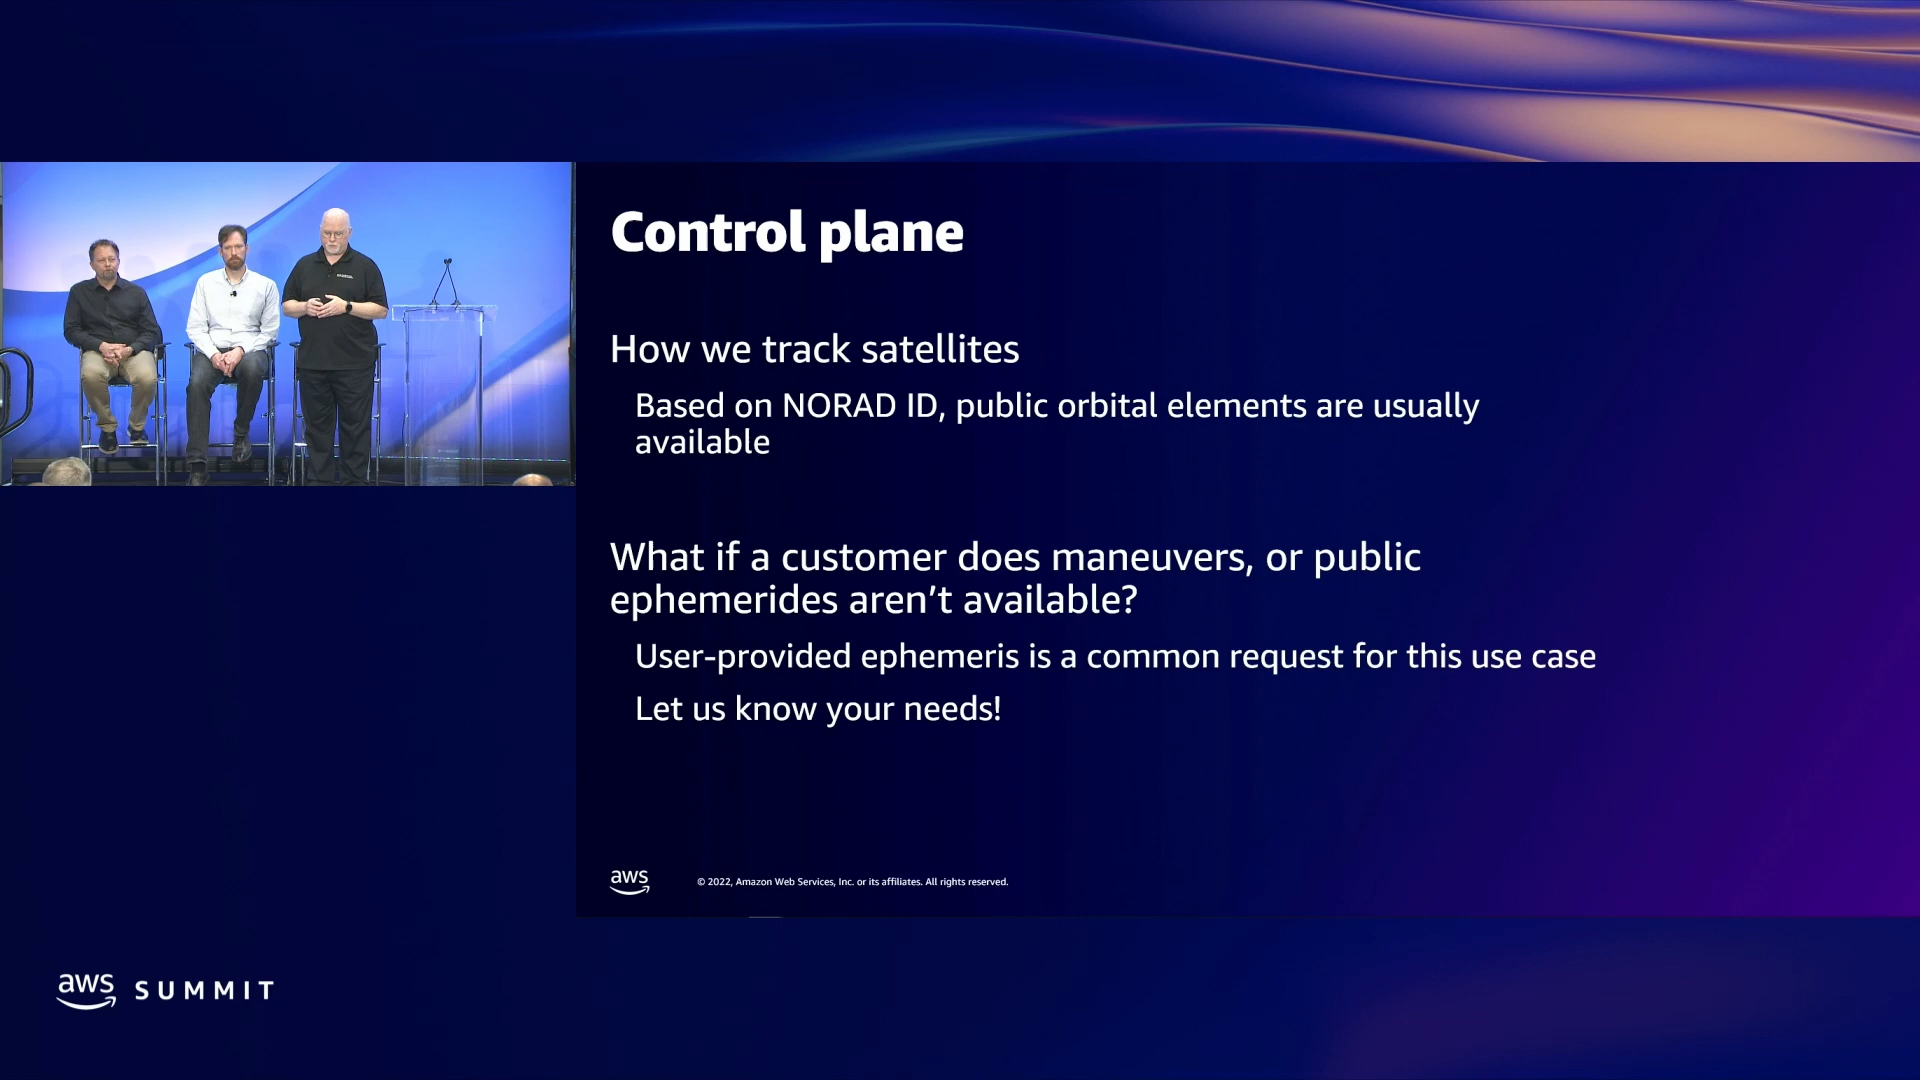 Control plane
How we track satellites
Based on NORAD ID, public orbital elements are usually
available
What if a customer does maneuvers, or public
ephemerides aren’t available?
User-provided ephemeris is a common request for this use case
Let us know your needs!
aws
© 2022, Amazon Web Services, Inc. or its affiliates. All rights reserved.
aws SUMMIT